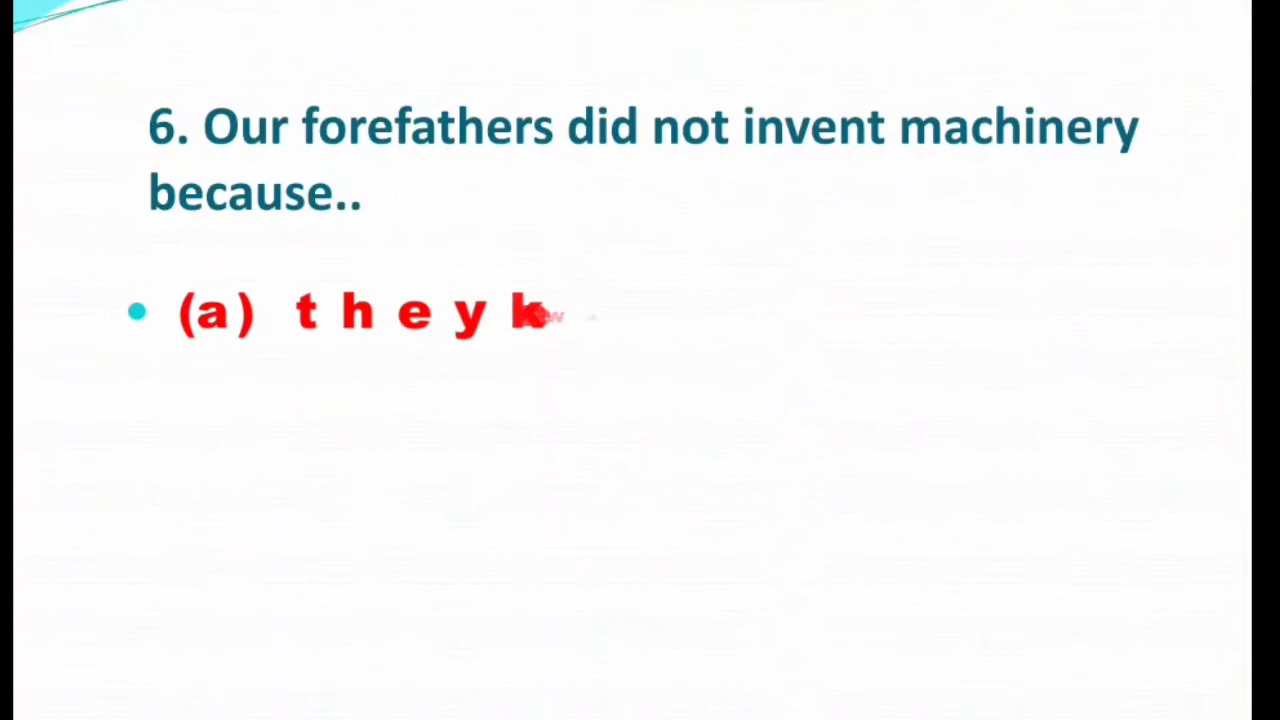 6. Our forefathers did not invent machinery
because..
• (a) they k